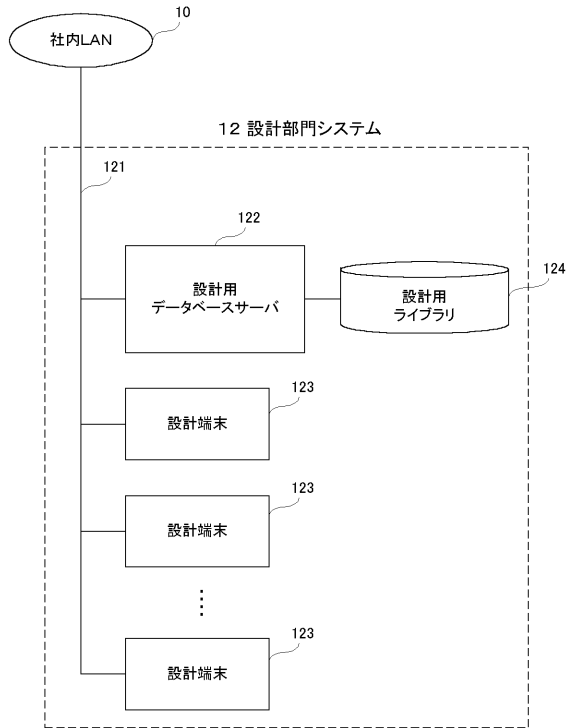 10
社内LAN
12 設計部門システム
121
122
設計用
データベースサーバ
124
設計用
ライブラリ
123
設計端末
123
設計端末
123
設計端末